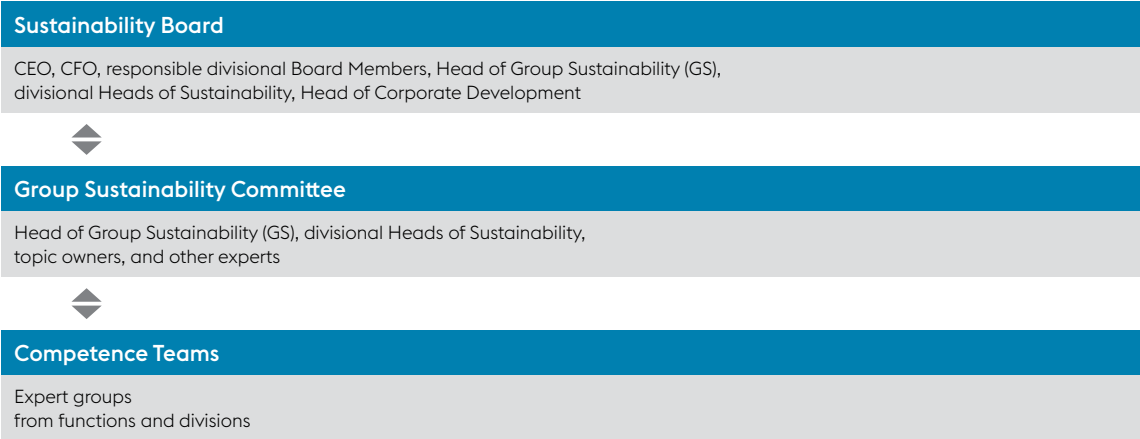 Sustainability Board
CEO, CFO, responsible divisional Board Members, Head of Group Sustainability (GS),
divisional Heads of Sustainability, Head of Corporate Development
Group Sustainability Committee
Head of Group Sustainability (GS), divisional Heads of Sustainability,
topic owners, and other experts
Competence Teams
Expert groups
from functions and divisions